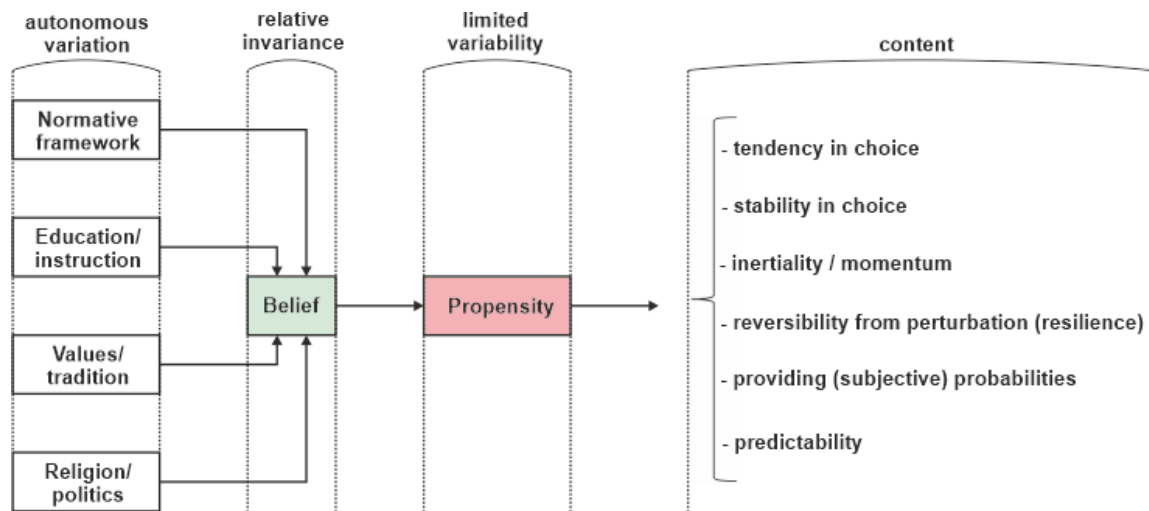 autonomous
variation
relative
invariance
limited
variability
content
Normative
framework
Education/
instruction
Values/
tradition
Religion/
politics
Belief
Propensity
- tendency in choice
- stability in choice
- inertiality / momentum
- reversibility from perturbation (resilience)
- providing (subjective) probabilities
- predictability